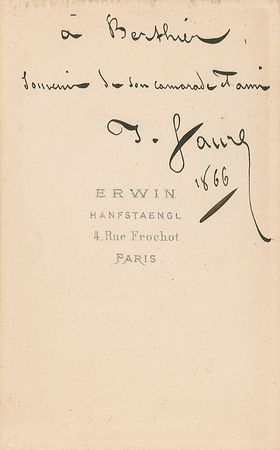 à Berthier,
Souvenir de son camarade et ami
J. Faure
1866
ERWIN
HANFSTAENGL
4, Rue Frochot
PARIS